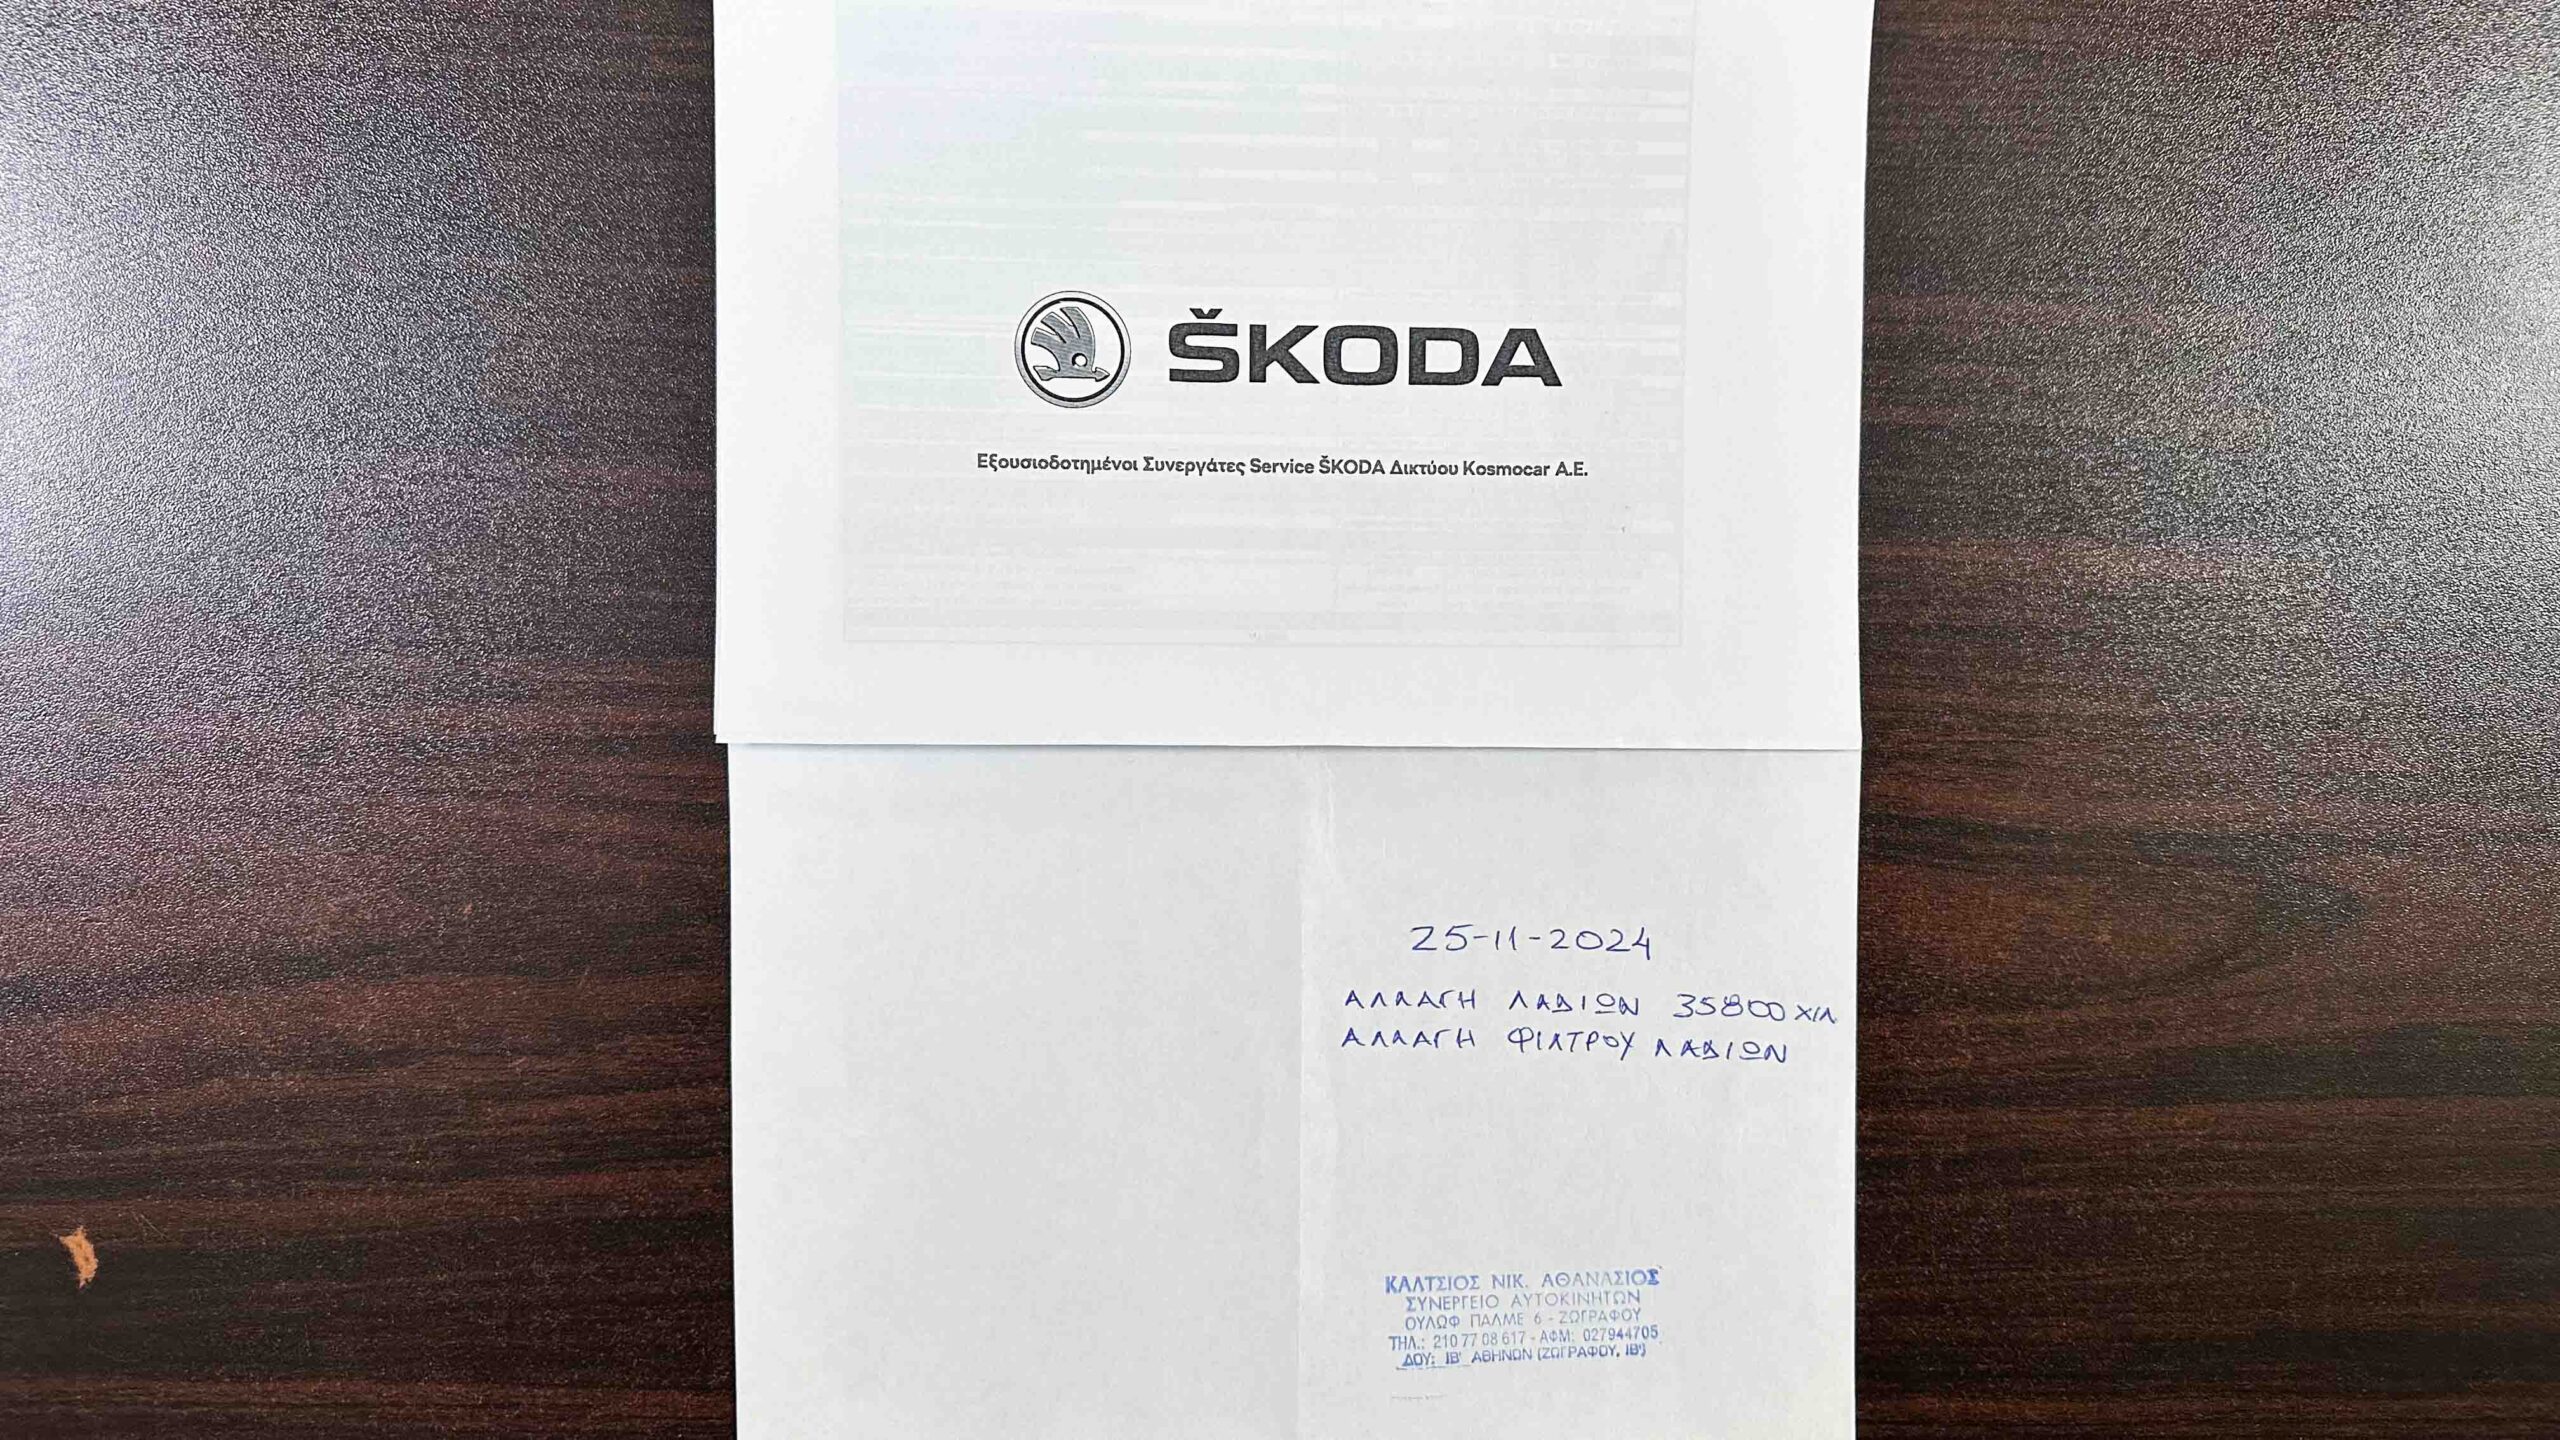 ŠKODA
Εξουσιοδοτημένοι Συνεργάτες Service ŠKODA Δικτύου Kosmocar Α.Ε.
25-11-2024
ΑΛΛΑΓΗ ΛΑΔΙΩΝ 35800 ΧΙΛ
ΑΛΛΑΓΗ ΦΙΛΤΡΟΥ ΛΑΔΙΩΝ
ΚΑΛΤΣΙΟΣ ΝΙΚ. ΑΘΑΝΑΣΙΟΣ
ΣΥΝΕΡΓΕΙΟ ΑΥΤΟΚΙΝΗΤΩΝ
ΟΥΛΩΦ ΠΑΛΜΕ 6 - ΖΩΓΡΑΦΟΥ
ΤΗΛ.: 210 77 08 617 - ΑΦΜ: 027944705
ΔΟΥ: ΙΒ' ΑΘΗΝΩΝ (ΖΩΓΡΑΦΟΥ, ΙΒ')